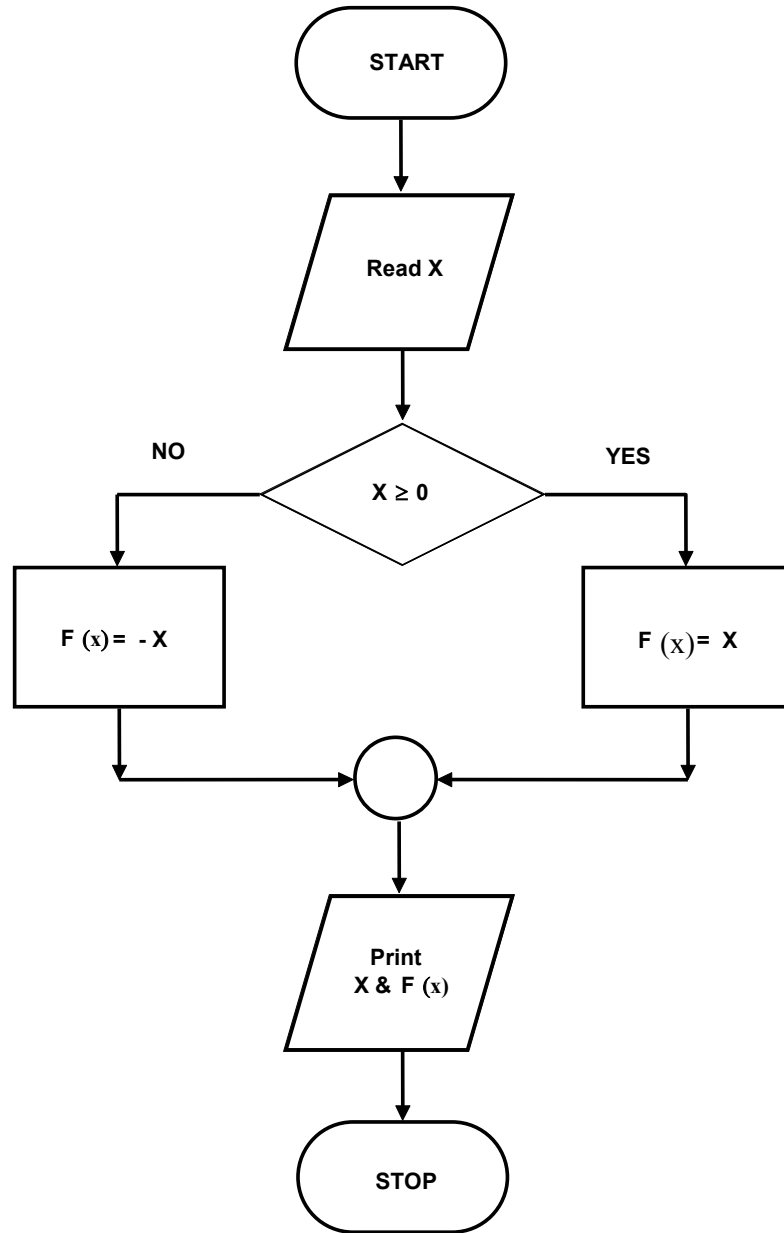 START
Read X
NO
YES
X ≥ 0
F (x) = - X
F (x) = X
Print
X & F (x)
STOP